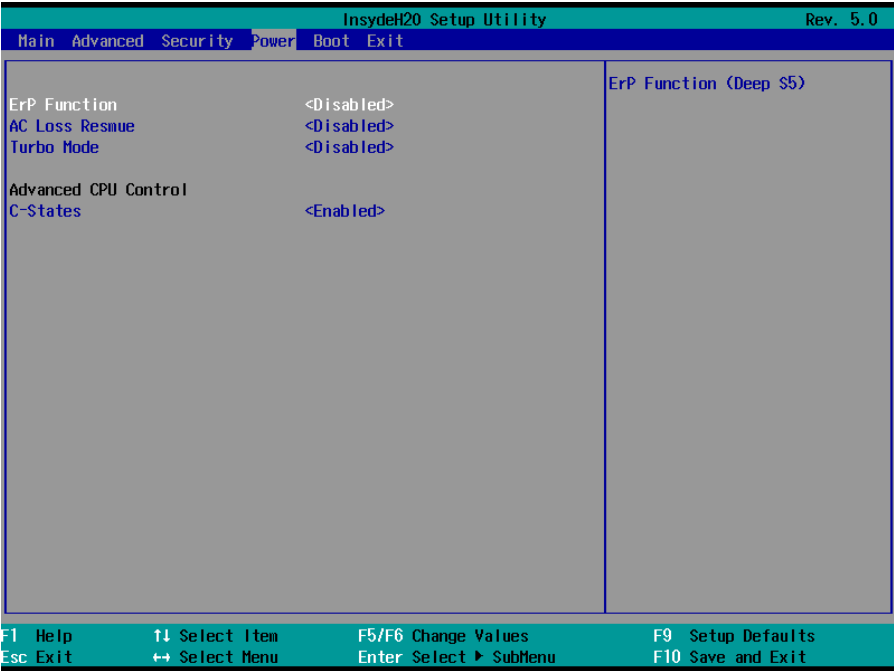 InsydeH20 Setup Utility Rev. 5.0
Main Advanced Security Power Boot Exit
ErP Function (Deep S5)
ErP Function <Disabled>
AC Loss Resmue <Disabled>
Turbo Mode <Disabled>
Advanced CPU Control
C-States <Enabled>
F1 Help ↑↓ Select Item F5/F6 Change Values F9 Setup Defaults
Esc Exit ↔ Select Menu Enter Select ▶ SubMenu F10 Save and Exit